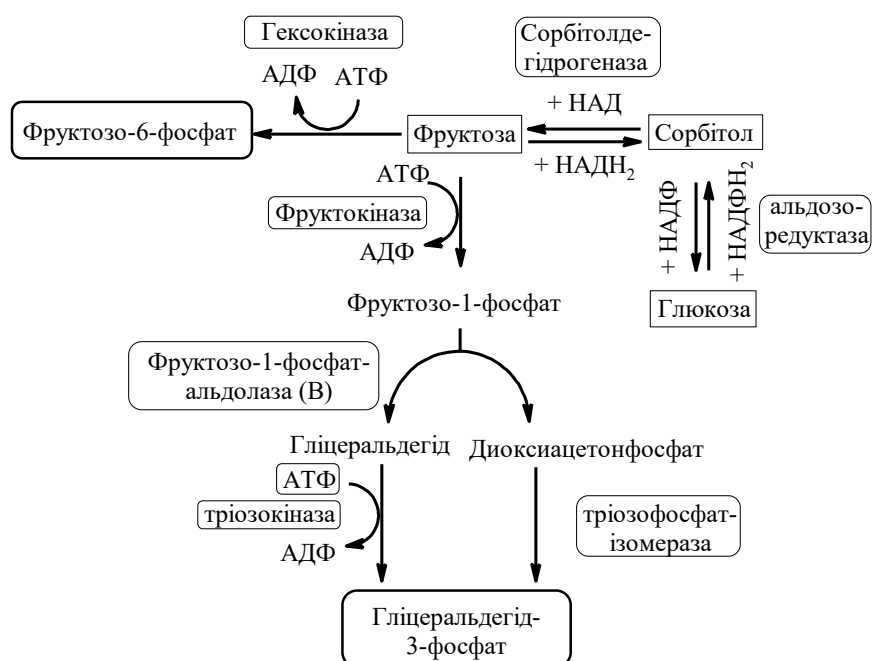 Гексокіназа
АДФ АТФ
Сорбітолде-
гідрогеназа
+ НАД
Фруктозо-6-фосфат
Фруктоза
Сорбітол
+ НАДН₂
АТФ
Фруктокіназа
АДФ
+ НАДФ
+ НАДФН₂
альдозо-
редуктаза
Глюкоза
Фруктозо-1-фосфат
Фруктозо-1-фосфат-
альдолаза (В)
Гліцеральдегід
Диоксиацетонфосфат
АТФ
тріозокіназа
АДФ
тріозофосфат-
ізомераза
Гліцеральдегід-
3-фосфат